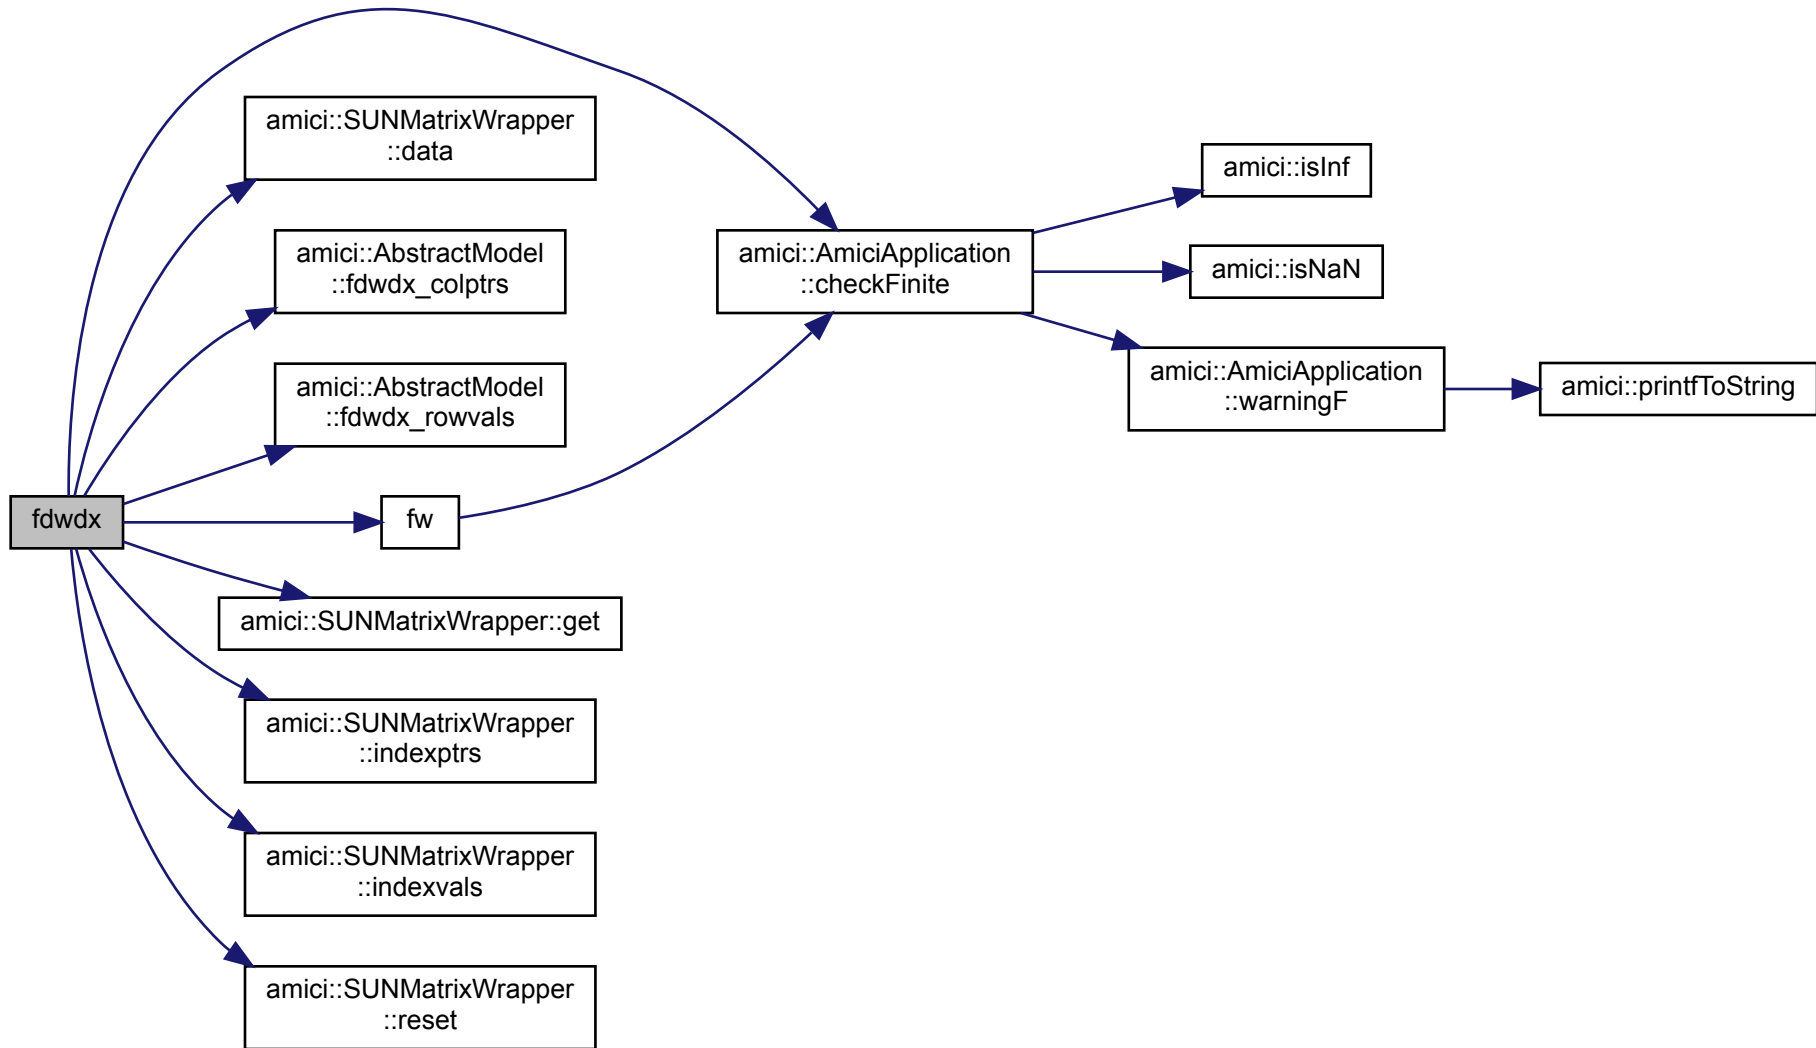 fdwdx
amici::SUNMatrixWrapper
::data
amici::AbstractModel
::fdwdx_colptrs
amici::AbstractModel
::fdwdx_rowvals
fw
amici::SUNMatrixWrapper::get
amici::SUNMatrixWrapper
::indexptrs
amici::SUNMatrixWrapper
::indexvals
amici::SUNMatrixWrapper
::reset
amici::AmiciApplication
::checkFinite
amici::isInf
amici::isNaN
amici::AmiciApplication
::warningF
amici::printfToString